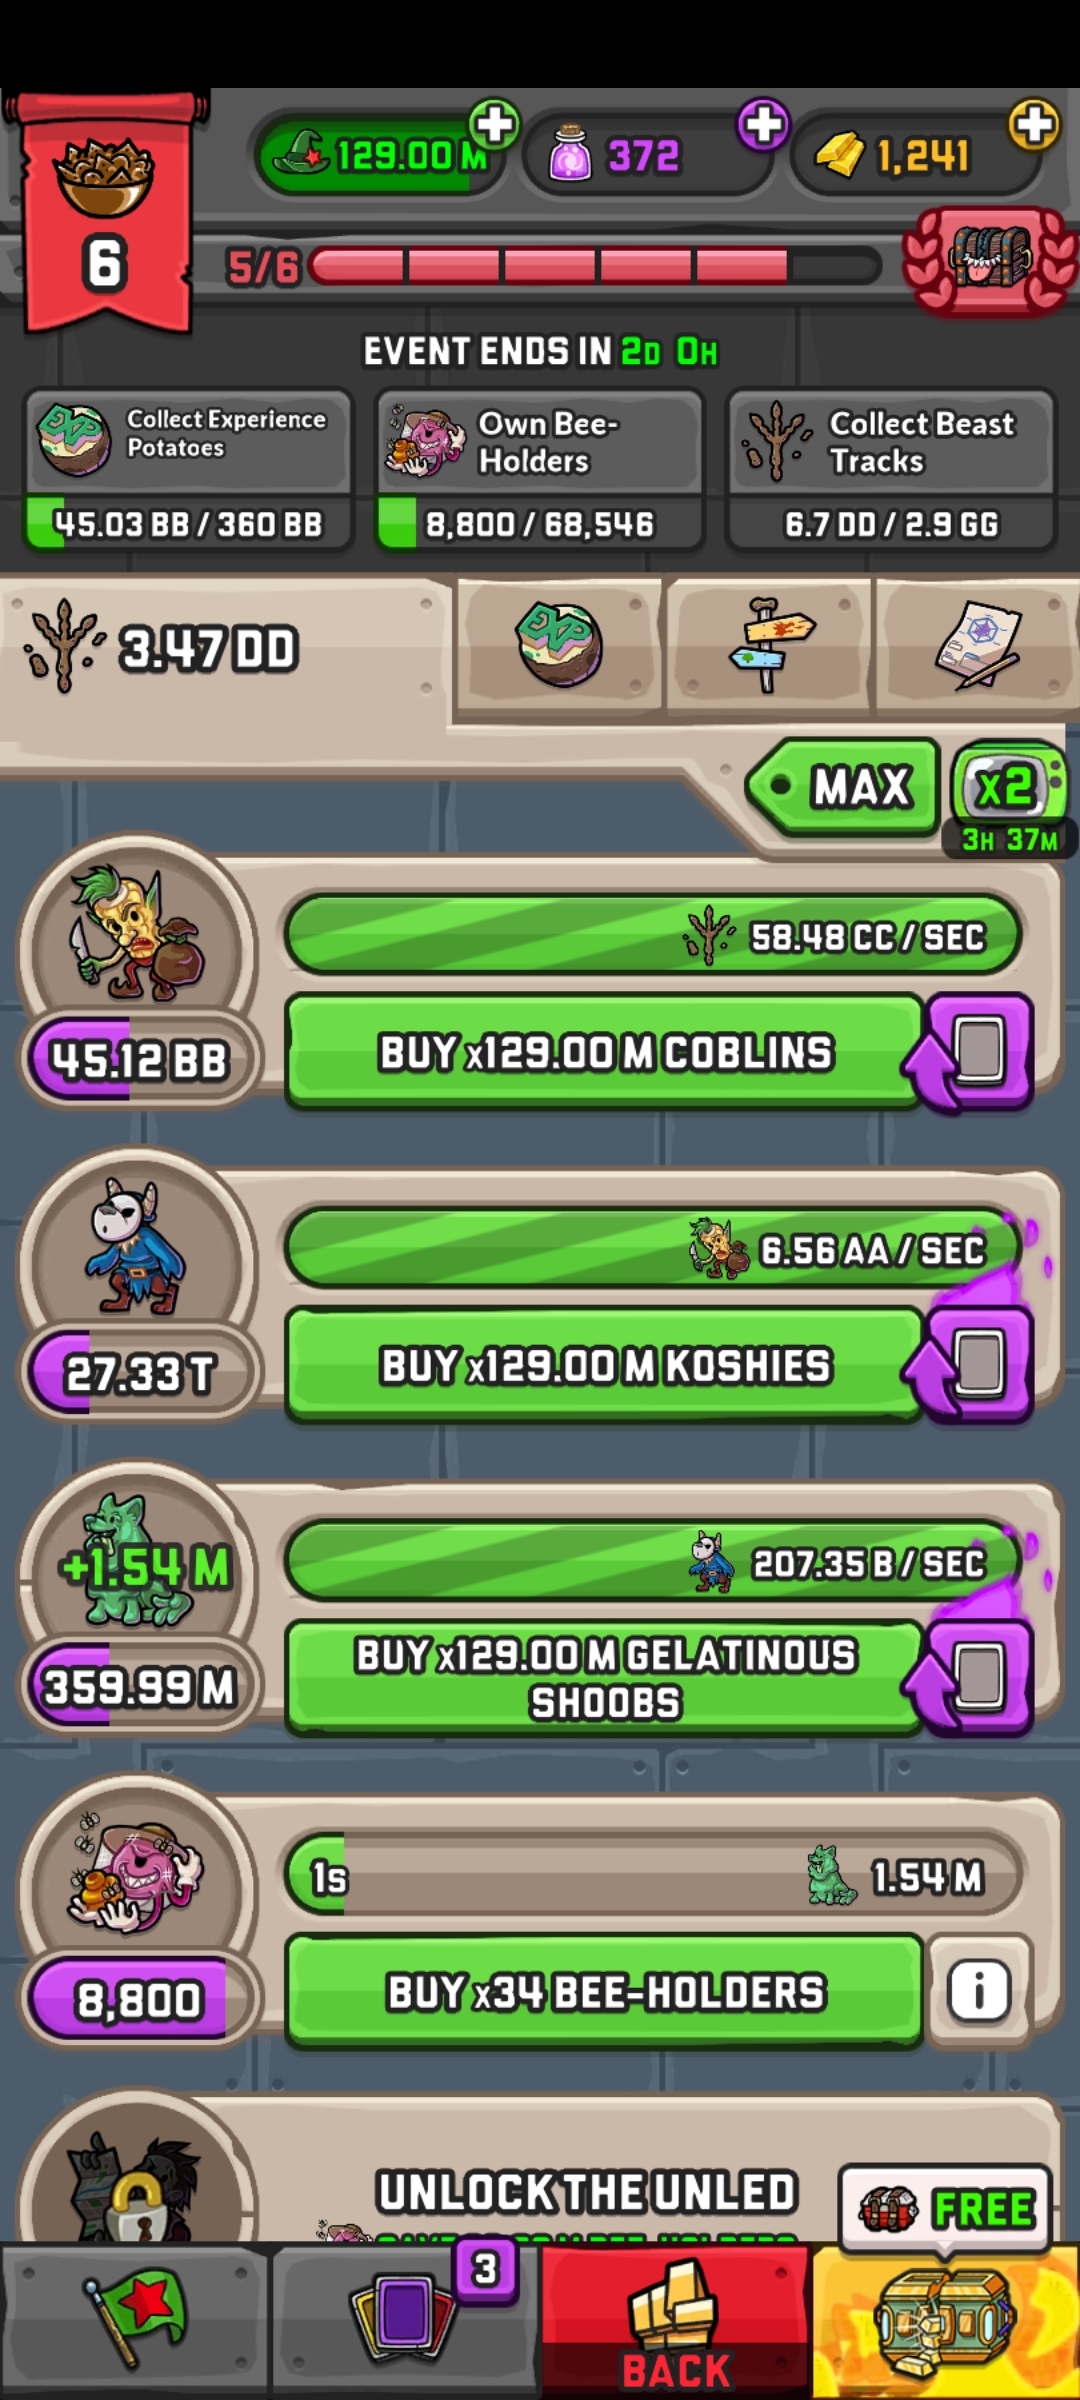 129.00 M
372
1,241
6
5/6
EVENT ENDS IN 2D 0H
Collect Experience
Potatoes
45.03 BB / 360 BB
Own Bee-
Holders
8,800 / 68,546
Collect Beast
Tracks
6.7 DD / 2.9 GG
3.47 DD
EXP
MAX
x2
3H 37M
58.48 CC / SEC
45.12 BB
BUY x129.00 M COBLINS
6.56 AA / SEC
27.33 T
BUY x129.00 M KOSHIES
+1.54 M
207.35 B / SEC
359.99 M
BUY x129.00 M GELATINOUS
SHOOBS
1s
1.54 M
8,800
BUY x34 BEE-HOLDERS
i
UNLOCK THE UNLED
FREE
3
BACK